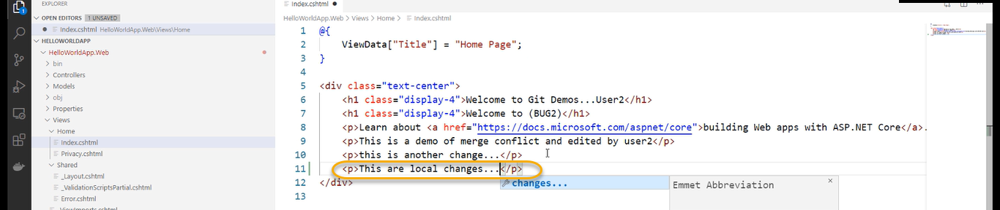 EXPLORER
OPEN EDITORS 1 UNSAVED
Index.cshtml HelloWorldApp.Web\Views\Home
HELLOWORLDAPP
HelloWorldApp.Web
bin
Controllers
Models
obj
Properties
Views
Home
Index.cshtml
Privacy.cshtml
Shared
_Layout.cshtml
_ValidationScriptsPartial.cshtml
Error.cshtml
_ViewImports.cshtml
1
Index.cshtml
HelloWorldApp.Web > Views > Home > Index.cshtml
1 @{
2 ViewData["Title"] = "Home Page";
3 }
4
5 <div class="text-center">
6 <h1 class="display-4">Welcome to Git Demos...User2</h1>
7 <h1 class="display-4">Welcome to (BUG2)</h1>
8 <p>Learn about <a href="https://docs.microsoft.com/aspnet/core">building Web apps with ASP.NET Core</a>.
9 <p>This is a demo of merge conflict and edited by user2</p>
10 <p>this is another change...</p>
11 <p>This are local changes...</p>
12 </div>
13
changes...
Emmet Abbreviation